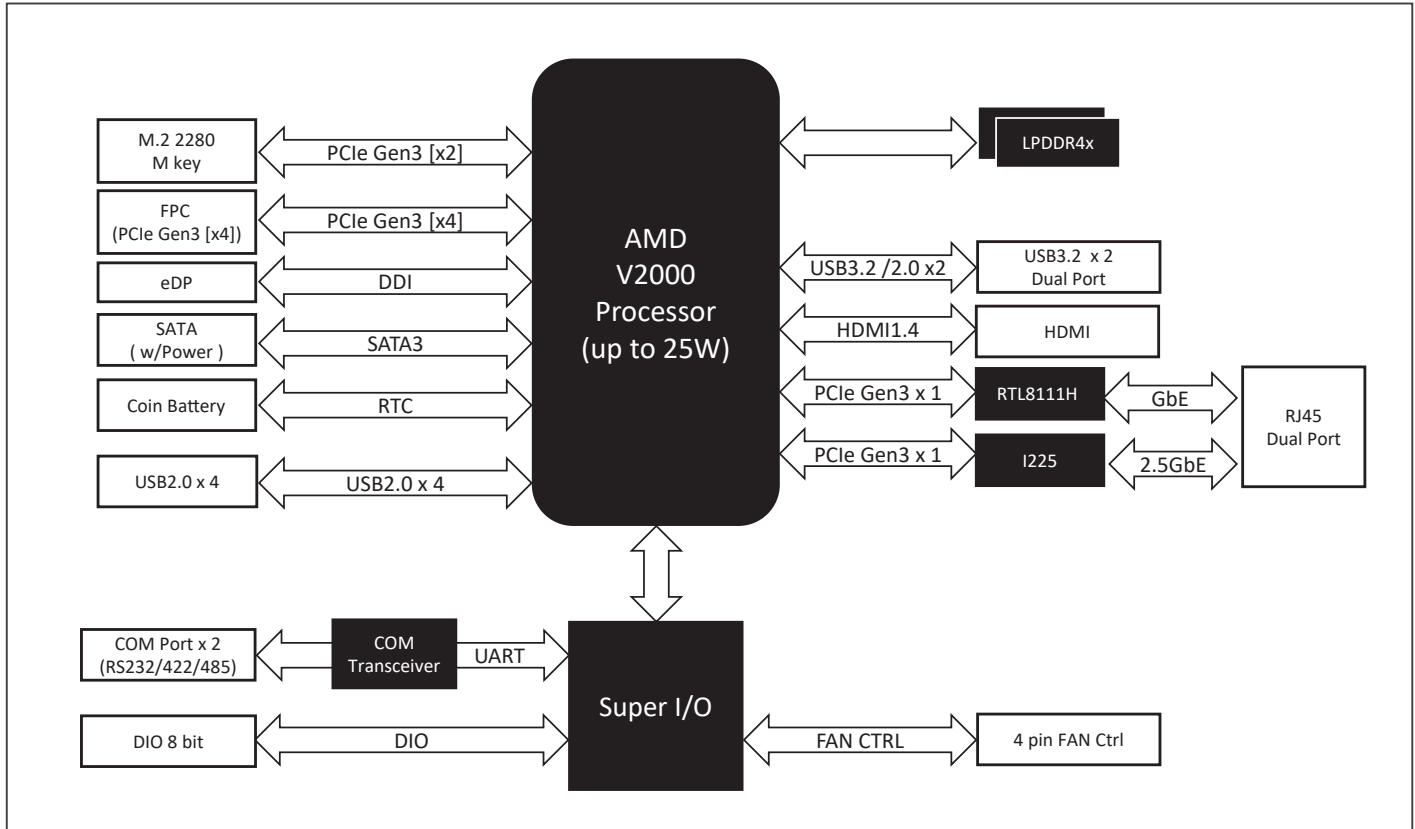 M.2 2280
M key
PCIe Gen3 [x2]
FPC
(PCIe Gen3 [x4])
PCIe Gen3 [x4]
eDP
DDI
SATA
( w/Power )
SATA3
Coin Battery
RTC
USB2.0 x 4
USB2.0 x 4
AMD
V2000
Processor
(up to 25W)
LPDDR4x
USB3.2 /2.0 x2
USB3.2 x 2
Dual Port
HDMI1.4
HDMI
PCIe Gen3 x 1
RTL8111H
GbE
PCIe Gen3 x 1
I225
2.5GbE
RJ45
Dual Port
COM Port x 2
(RS232/422/485)
COM
Transceiver
UART
Super I/O
DIO 8 bit
DIO
FAN CTRL
4 pin FAN Ctrl